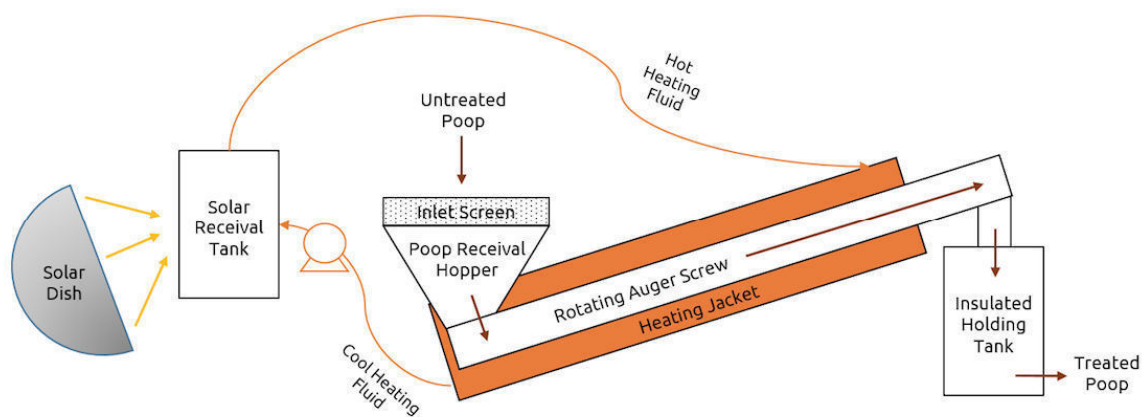 Hot
Heating
Fluid
Untreated
Poop
Solar
Receival
Tank
Inlet Screen
Poop Receival
Hopper
Solar
Dish
Rotating Auger Screw
Heating Jacket
Insulated
Holding
Tank
Cool Heating
Fluid
Treated
Poop